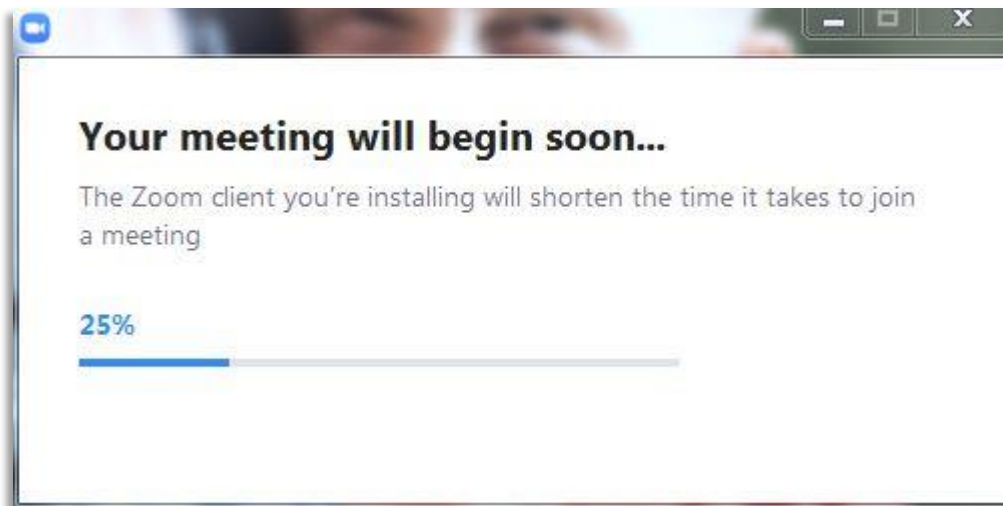 Your meeting will begin soon...
The Zoom client you're installing will shorten the time it takes to join
a meeting
25%